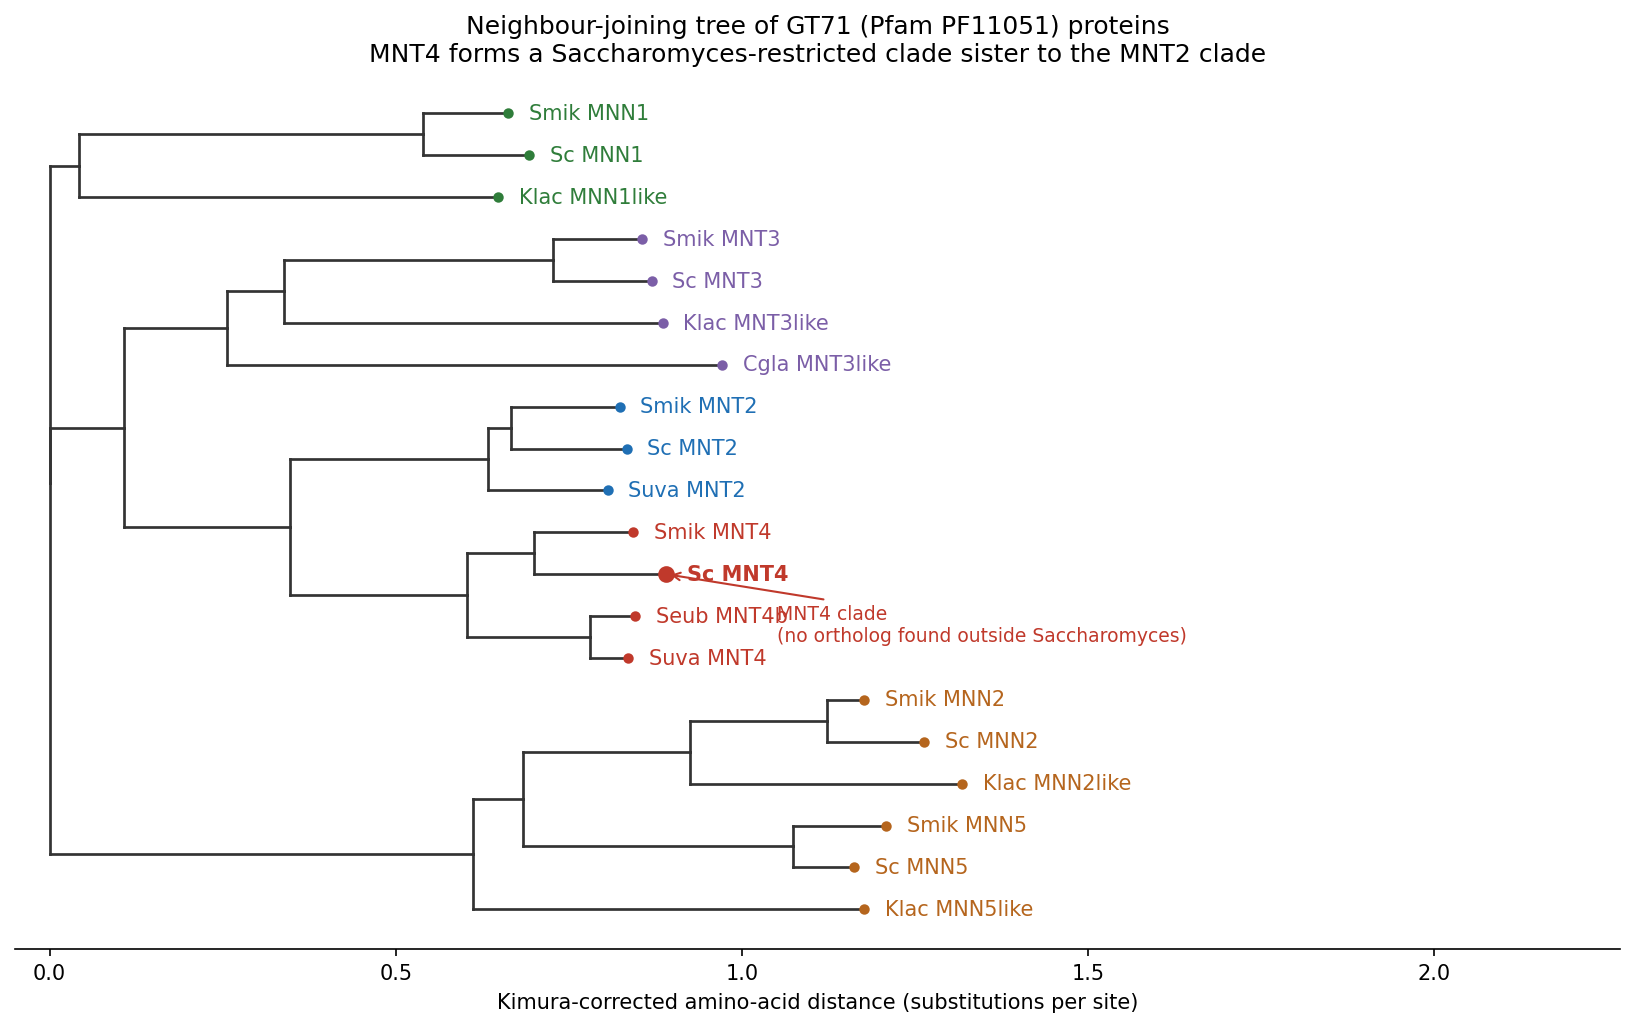 Neighbour-joining tree of GT71 (Pfam PF11051) proteins
MNT4 forms a Saccharomyces-restricted clade sister to the MNT2 clade
Smik MNN1
Sc MNN1
Klac MNN1like
Smik MNT3
Sc MNT3
Klac MNT3like
Cgla MNT3like
Smik MNT2
Sc MNT2
Suva MNT2
Smik MNT4
Sc MNT4
Seub MNT4b
MNT4 clade
(no ortholog found outside Saccharomyces)
Suva MNT4
Smik MNN2
Sc MNN2
Klac MNN2like
Smik MNN5
Sc MNN5
Klac MNN5like
0.0 0.5 1.0 1.5 2.0
Kimura-corrected amino-acid distance (substitutions per site)